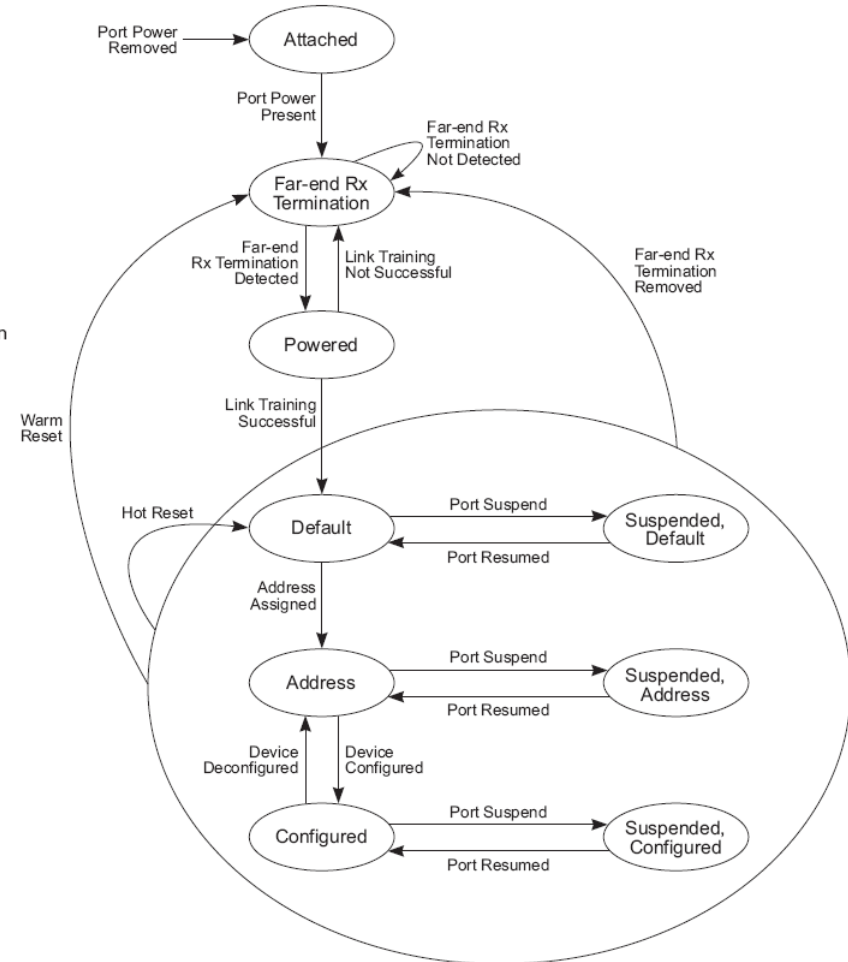 Port Power
Removed
Attached
Port Power
Present
Far-end Rx
Termination
Not Detected
Far-end Rx
Termination
Far-end
Rx Termination
Detected
Link Training
Not Successful
Far-end Rx
Termination
Removed
n
Powered
Link Training
Successful
Warm
Reset
Hot Reset
Default
Port Suspend
Port Resumed
Suspended,
Default
Address
Assigned
Address
Port Suspend
Port Resumed
Suspended,
Address
Device
Deconfigured
Device
Configured
Configured
Port Suspend
Port Resumed
Suspended,
Configured